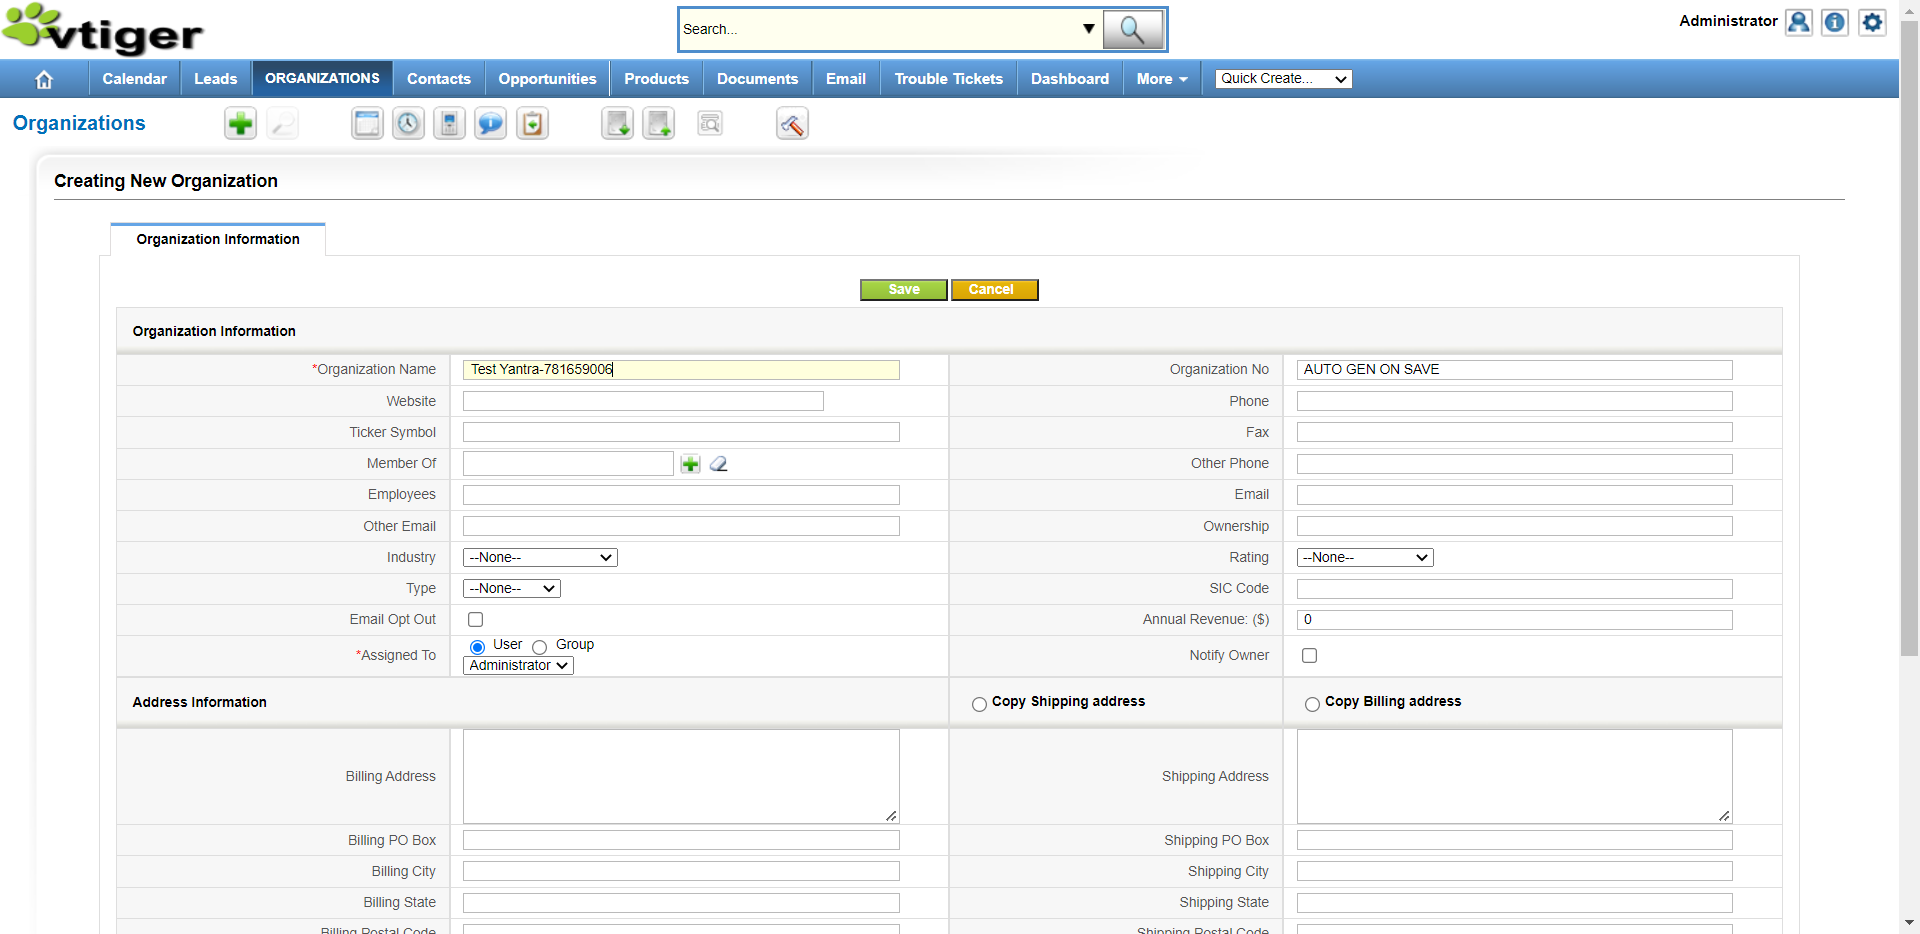 vtiger
Search...
Administrator
Calendar Leads ORGANIZATIONS Contacts Opportunities Products Documents Email Trouble Tickets Dashboard More Quick Create...
Organizations
Creating New Organization
Organization Information
Save Cancel
Organization Information
*Organization Name Test Yantra-781659006 Organization No AUTO GEN ON SAVE
Website Phone
Ticker Symbol Fax
Member Of Other Phone
Employees Email
Other Email Ownership
Industry --None-- Rating --None--
Type --None-- SIC Code
Email Opt Out Annual Revenue: ($) 0
*Assigned To User Group Notify Owner
Administrator
Address Information Copy Shipping address Copy Billing address
Billing Address Shipping Address
Billing PO Box Shipping PO Box
Billing City Shipping City
Billing State Shipping State
Billing Postal Code Shipping Postal Code